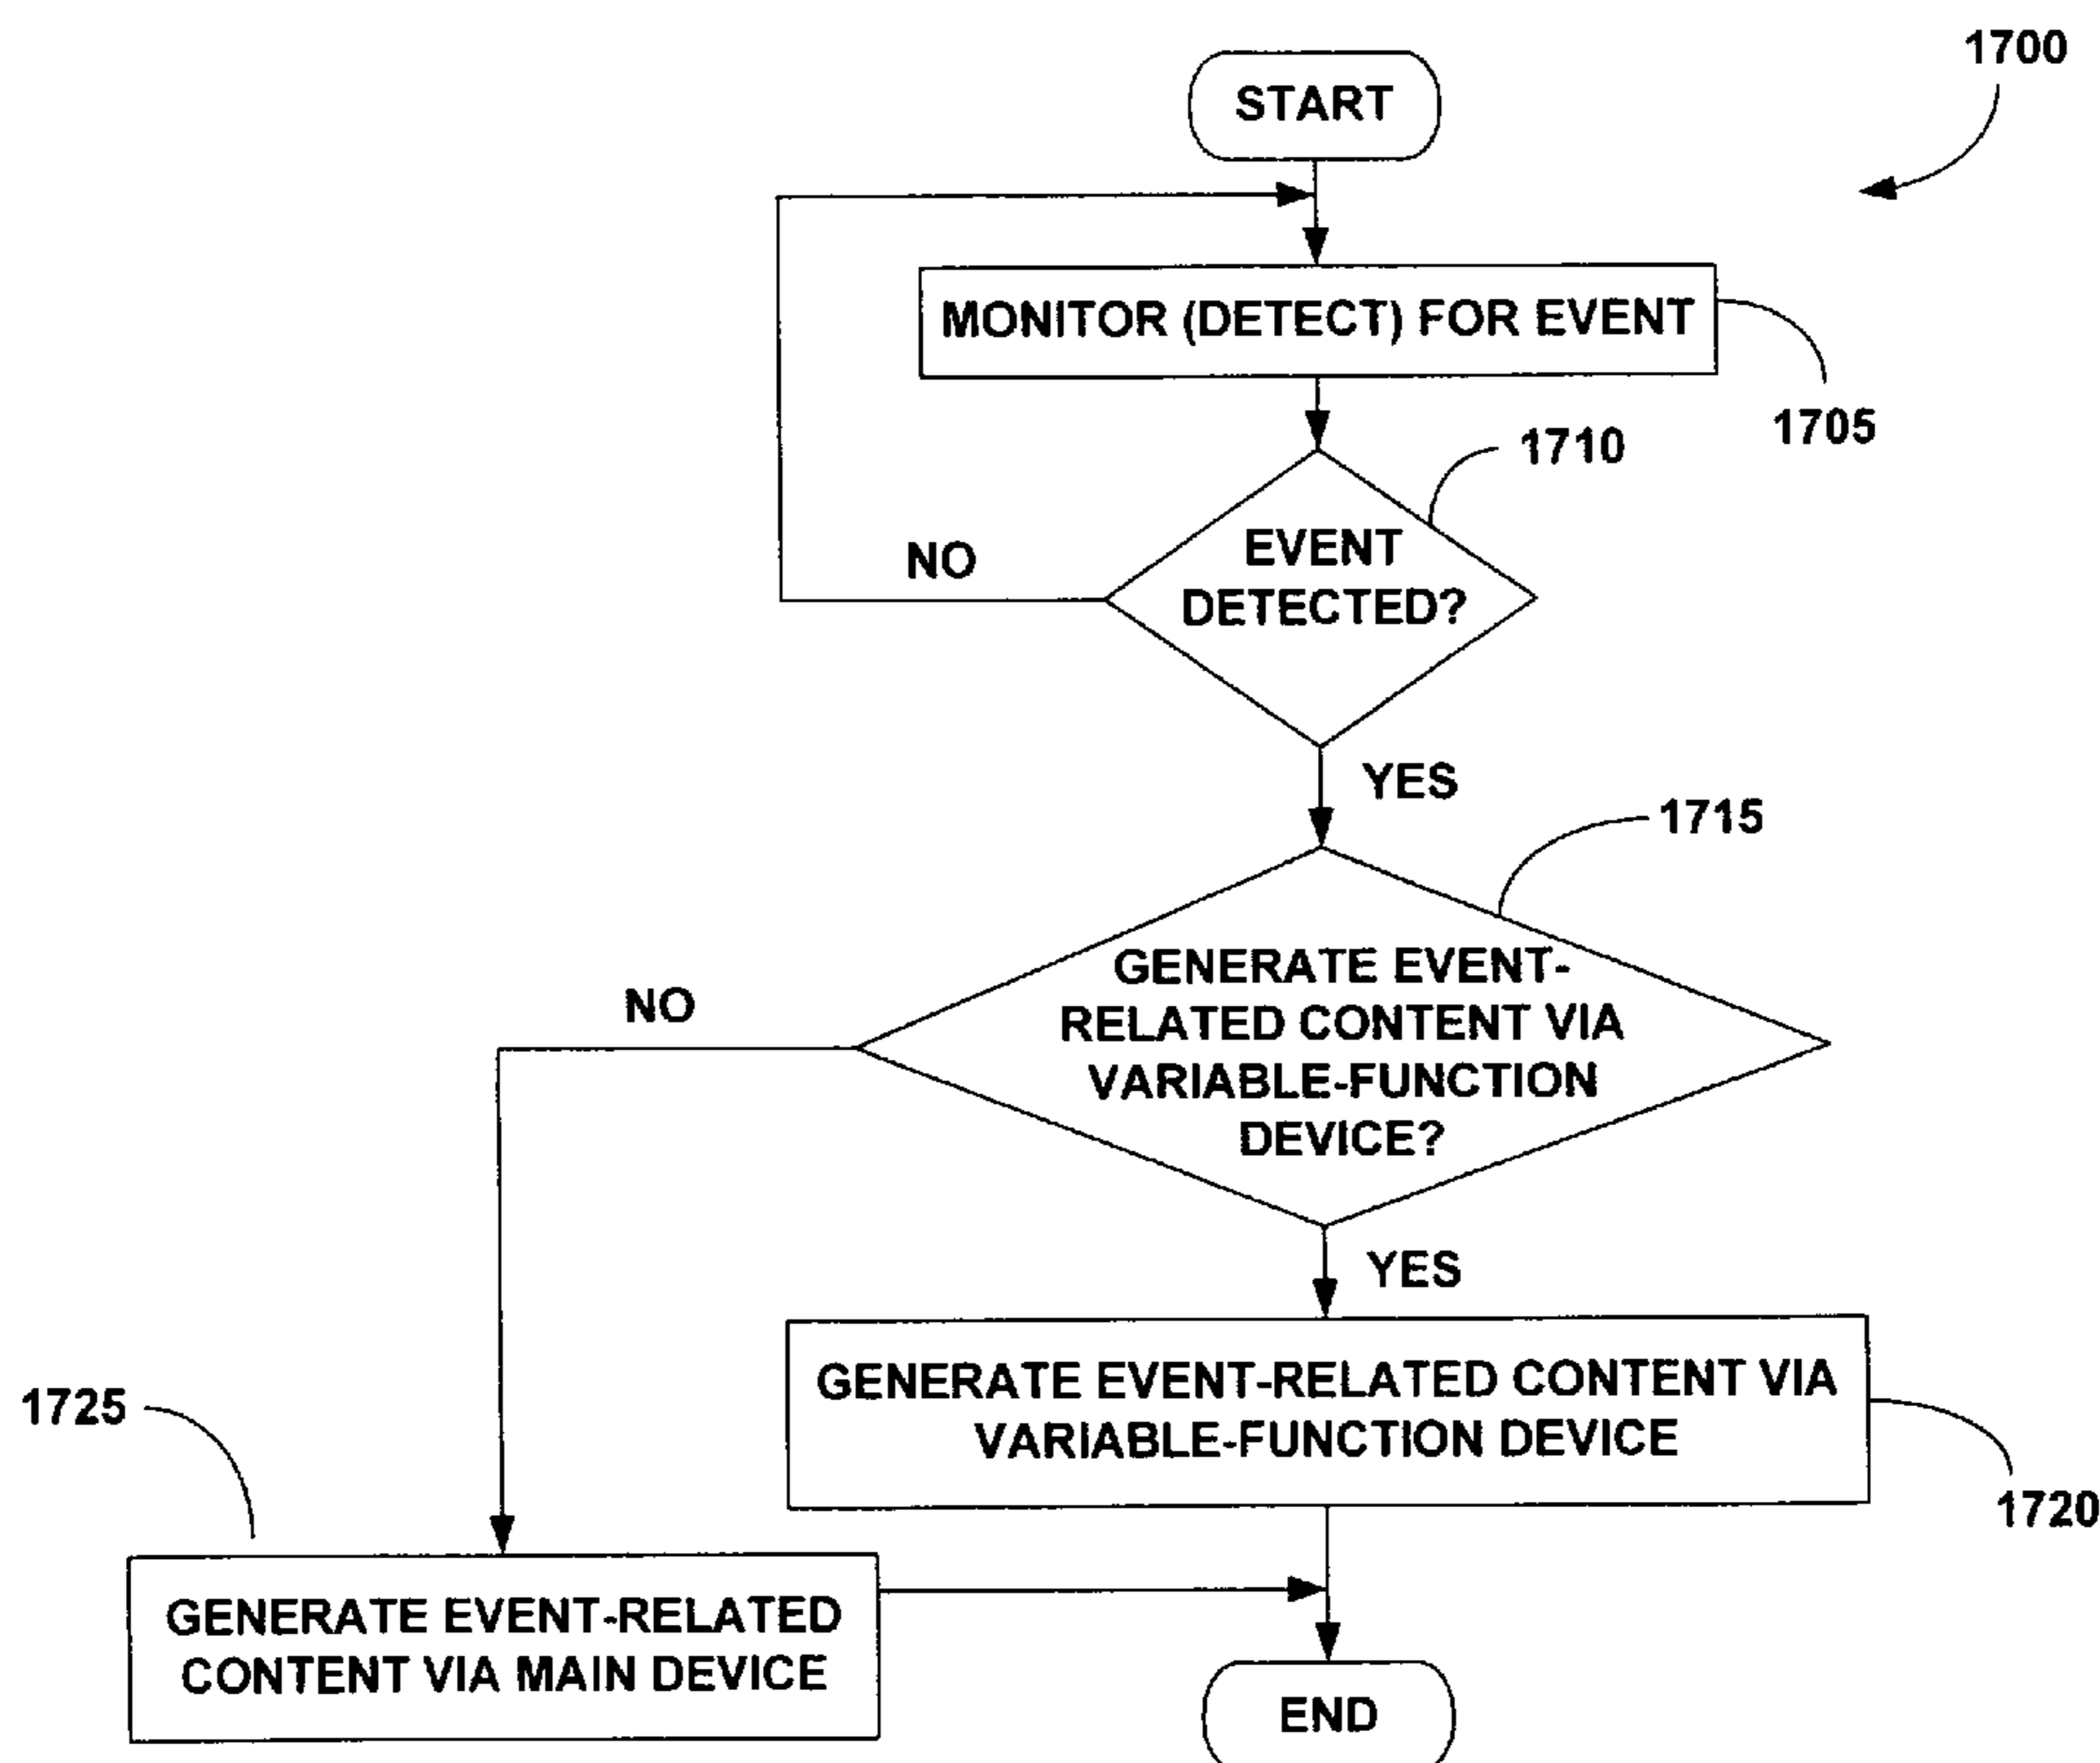 1700
START
MONITOR (DETECT) FOR EVENT
1705
1710
EVENT
DETECTED?
NO
YES
1715
GENERATE EVENT-
RELATED CONTENT VIA
VARIABLE-FUNCTION
DEVICE?
NO
YES
GENERATE EVENT-RELATED CONTENT VIA
VARIABLE-FUNCTION DEVICE
1720
1725
GENERATE EVENT-RELATED
CONTENT VIA MAIN DEVICE
END